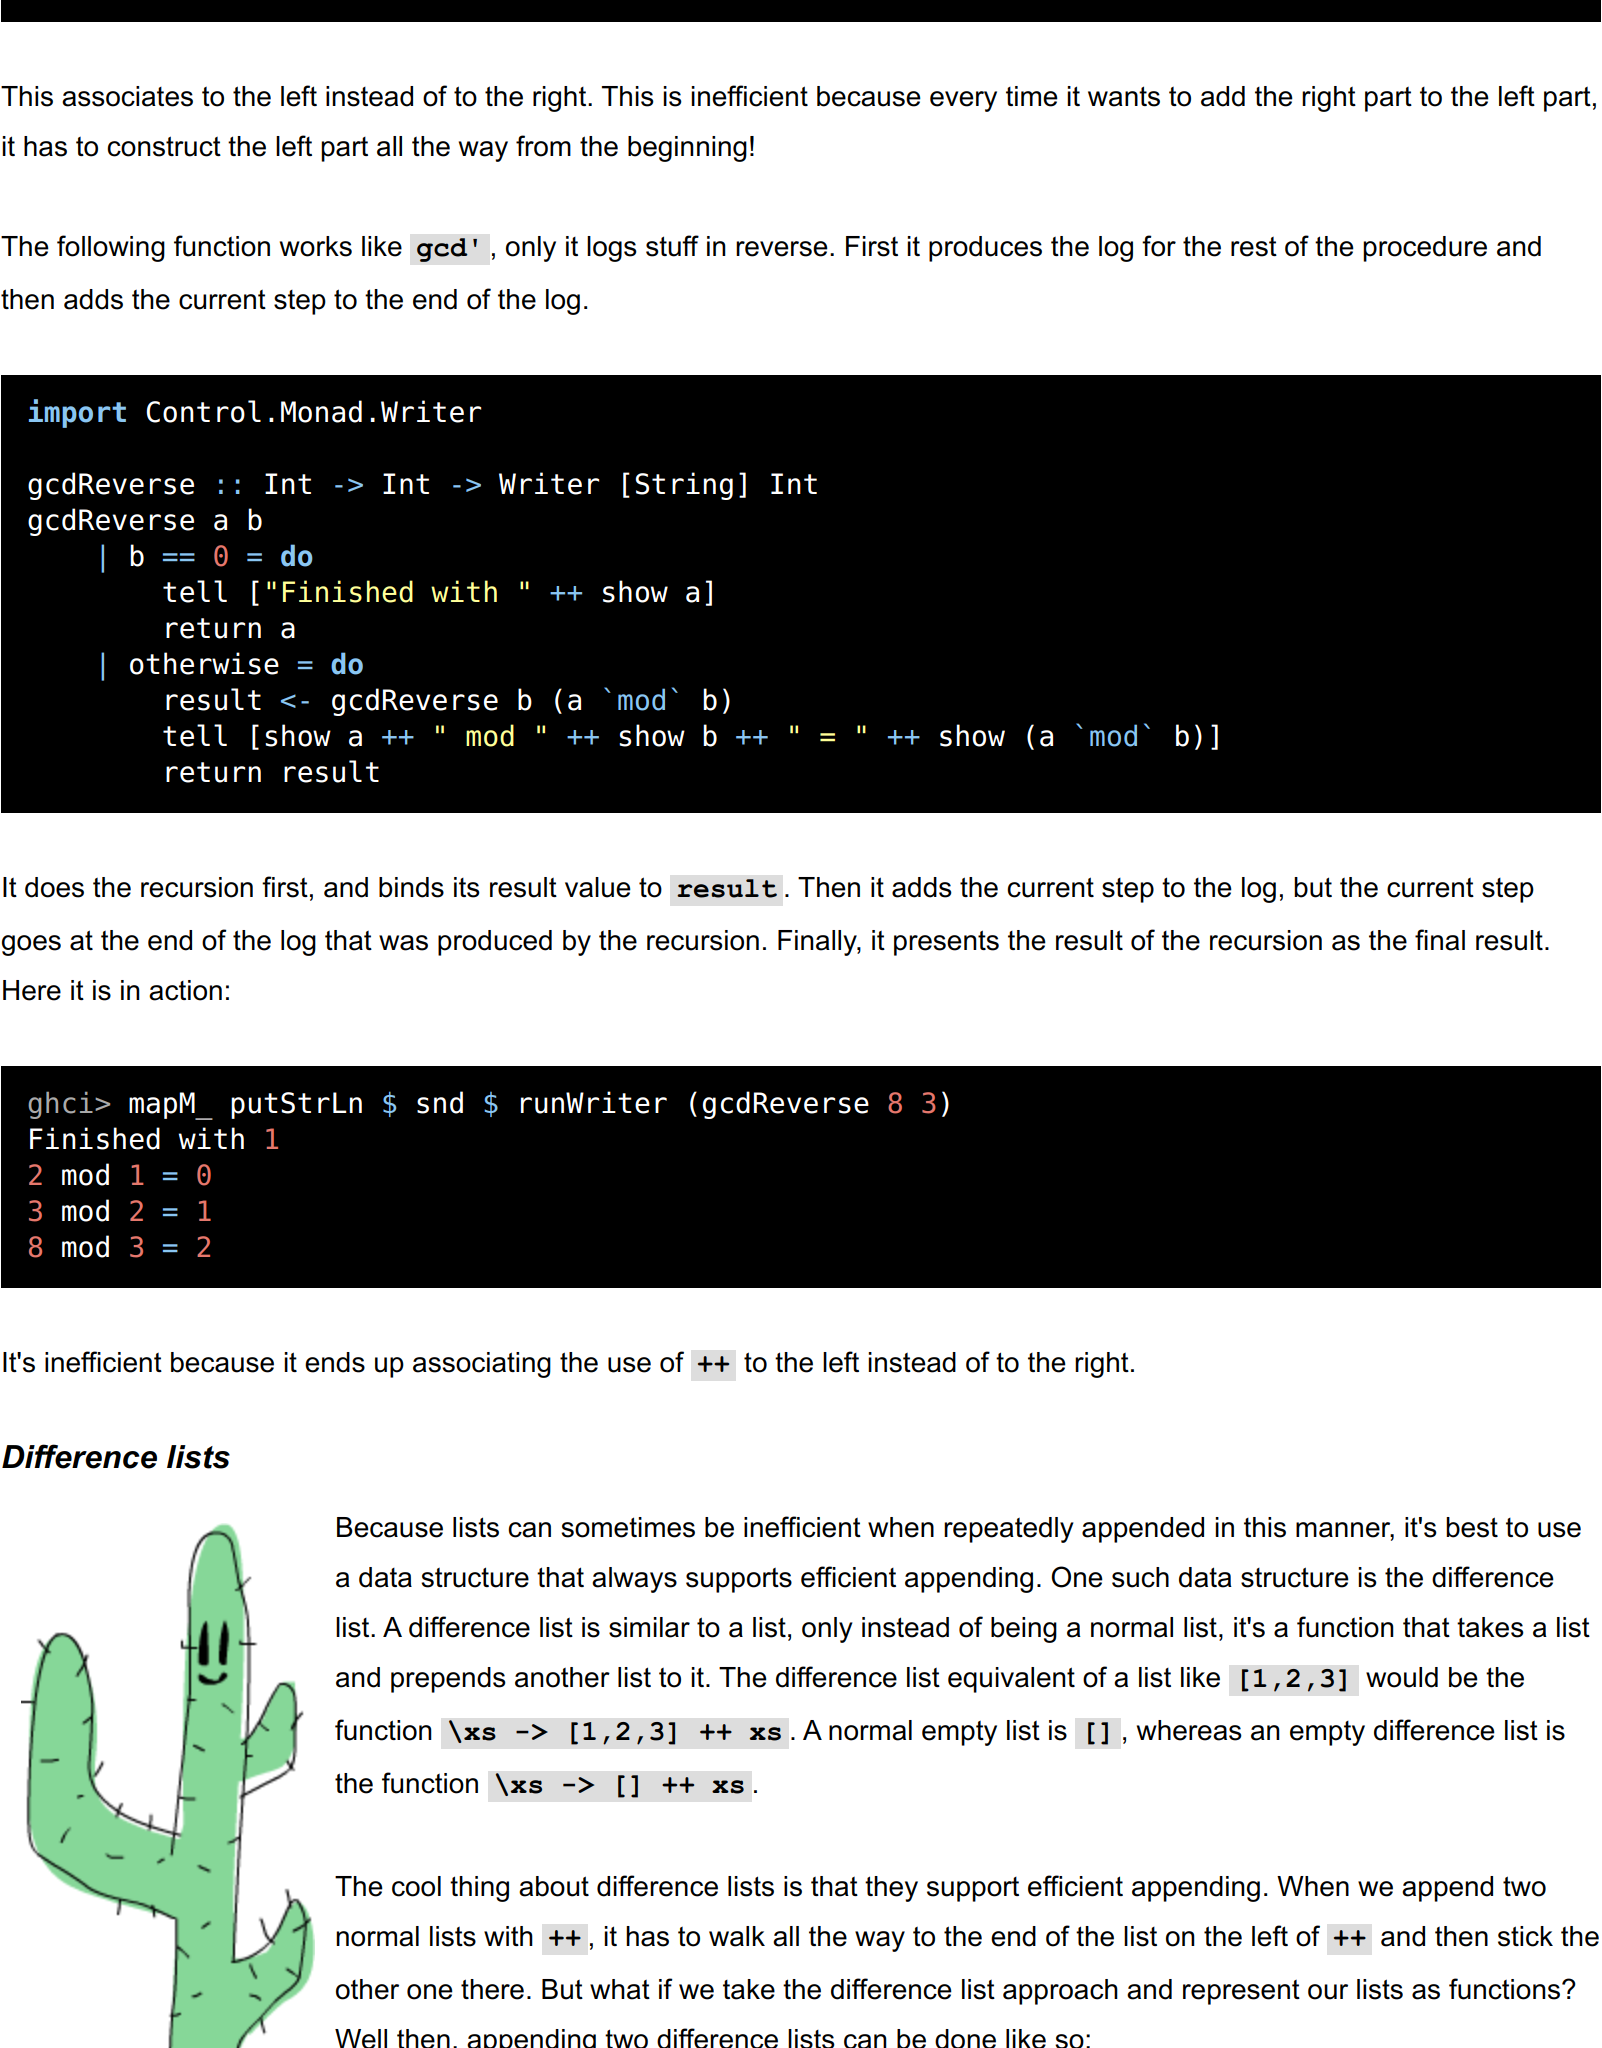 This associates to the left instead of to the right. This is inefficient because every time it wants to add the right part to the left part,
it has to construct the left part all the way from the beginning!
The following function works like gcd', only it logs stuff in reverse. First it produces the log for the rest of the procedure and
then adds the current step to the end of the log.
import Control.Monad.Writer
gcdReverse :: Int -> Int -> Writer [String] Int
gcdReverse a b
    | b == 0 = do
        tell ["Finished with " ++ show a]
        return a
    | otherwise = do
        result <- gcdReverse b (a `mod` b)
        tell [show a ++ " mod " ++ show b ++ " = " ++ show (a `mod` b)]
        return result
It does the recursion first, and binds its result value to result. Then it adds the current step to the log, but the current step
goes at the end of the log that was produced by the recursion. Finally, it presents the result of the recursion as the final result.
Here it is in action:
ghci> mapM_ putStrLn $ snd $ runWriter (gcdReverse 8 3)
Finished with 1
2 mod 1 = 0
3 mod 2 = 1
8 mod 3 = 2
It's inefficient because it ends up associating the use of ++ to the left instead of to the right.
Difference lists
Because lists can sometimes be inefficient when repeatedly appended in this manner, it's best to use
a data structure that always supports efficient appending. One such data structure is the difference
list. A difference list is similar to a list, only instead of being a normal list, it's a function that takes a list
and prepends another list to it. The difference list equivalent of a list like [1,2,3] would be the
function \xs -> [1,2,3] ++ xs. A normal empty list is [], whereas an empty difference list is
the function \xs -> [] ++ xs.
The cool thing about difference lists is that they support efficient appending. When we append two
normal lists with ++, it has to walk all the way to the end of the list on the left of ++ and then stick the
other one there. But what if we take the difference list approach and represent our lists as functions?
Well then, appending two difference lists can be done like so: